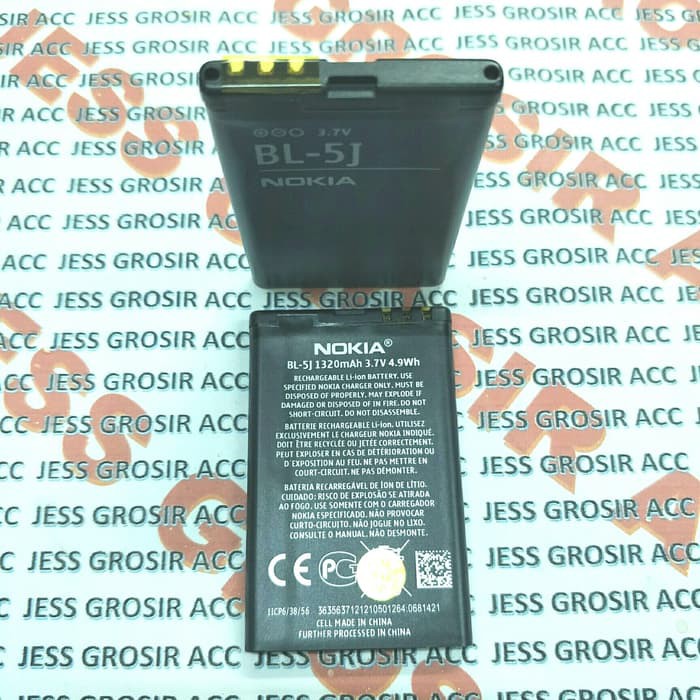 3.7V
BL-5J
NOKIA
NOKIA®
BL-5J 1320mAh 3.7V 4.9Wh
RECHARGEABLE Li-ion BATTERY. USE
SPECIFIED NOKIA CHARGER ONLY. MUST BE
DISPOSED OF PROPERLY. MAY EXPLODE IF
DAMAGED OR DISPOSED OF IN FIRE. DO NOT
SHORT-CIRCUIT. DO NOT DISASSEMBLE.
BATTERIE RECHARGEABLE Li-ion. UTILISEZ
EXCLUSIVEMENT LE CHARGEUR NOKIA INDIQUÉ.
DOIT ÊTRE RECYCLÉE OU JETÉE CORRECTEMENT.
PEUT EXPLOSER EN CAS DE DÉTÉRIORATION OU
D'EXPOSITION AU FEU. NE PAS METTRE EN
COURT-CIRCUIT. NE PAS DÉMONTER.
BATERIA RECARREGÁVEL DE ÍON DE LÍTIO.
CUIDADO: RISCO DE EXPLOSÃO SE ATIRADA
AO FOGO. USE SOMENTE COM O CARREGADOR
NOKIA ESPECIFICADO. NÃO PROVOCAR
CURTO-CIRCUITO. NÃO JOGUE NO LIXO.
CONSULTE O MANUAL. NÃO DESMONTE.
CE
1ICP6/38/56 3635637121210501264.0681421
CELL MADE IN CHINA
FURTHER PROCESSED IN CHINA
JESS GROSIR ACC